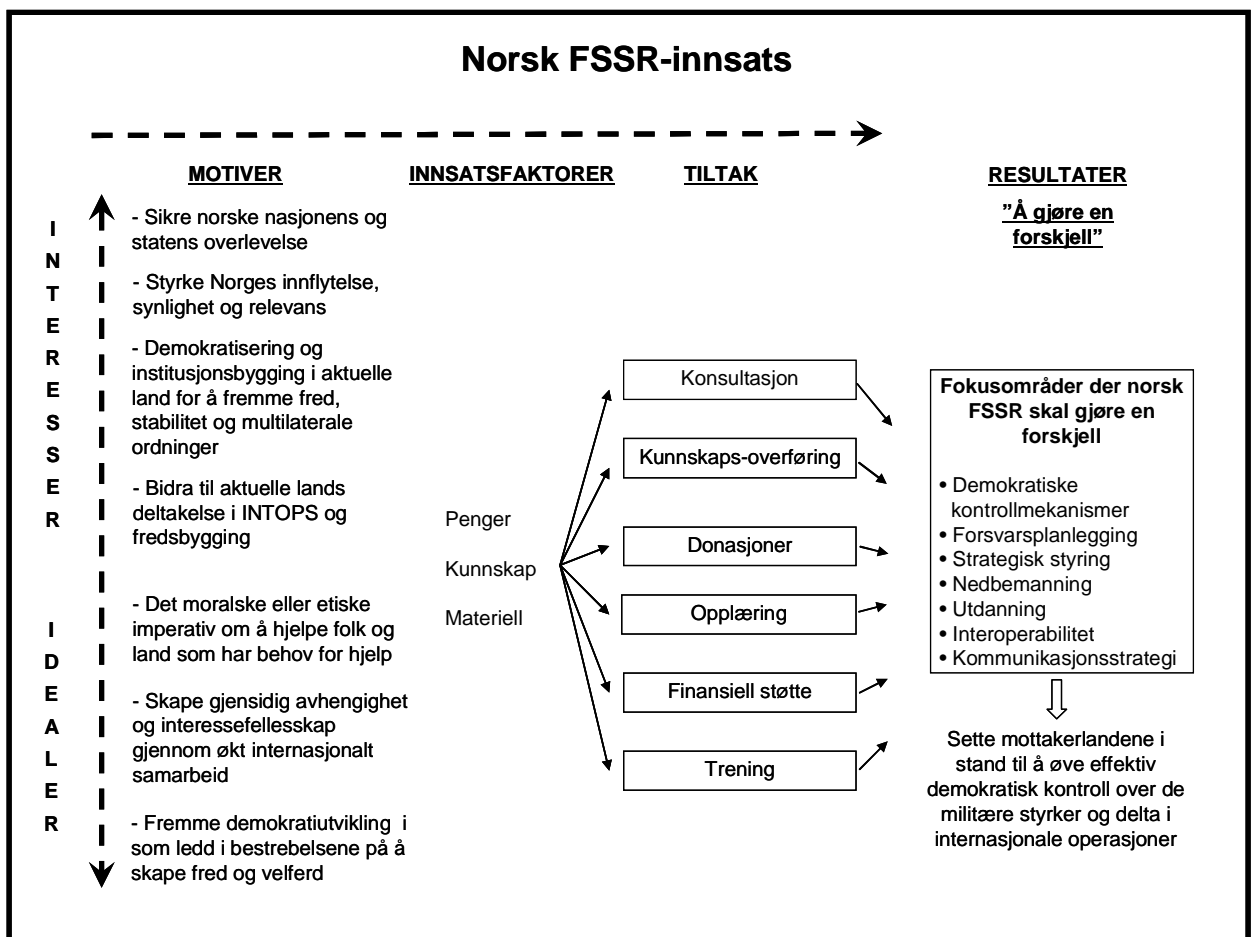 Norsk FSSR-innsats
MOTIVER
INNSATSFAKTORER
TILTAK
RESULTATER
”Å gjøre en
forskjell”
INTERESSER
IDEALER
- Sikre norske nasjonens og
statens overlevelse
- Styrke Norges innflytelse,
synlighet og relevans
- Demokratisering og
institusjonsbygging i aktuelle
land for å fremme fred,
stabilitet og multilaterale
ordninger
- Bidra til aktuelle lands
deltakelse i INTOPS og
fredsbygging
- Det moralske eller etiske
imperativ om å hjelpe folk og
land som har behov for hjelp
- Skape gjensidig avhengighet
og interessefellesskap
gjennom økt internasjonalt
samarbeid
- Fremme demokratiutvikling i
som ledd i bestrebelsene på å
skape fred og velferd
Penger
Kunnskap
Materiell
Konsultasjon
Kunnskaps-overføring
Donasjoner
Opplæring
Finansiell støtte
Trening
Fokusområder der norsk
FSSR skal gjøre en
forskjell
• Demokratiske
kontrollmekanismer
• Forsvarsplanlegging
• Strategisk styring
• Nedbemanning
• Utdanning
• Interoperabilitet
• Kommunikasjonsstrategi
Sette mottakerlandene i
stand til å øve effektiv
demokratisk kontroll over de
militære styrker og delta i
internasjonale operasjoner